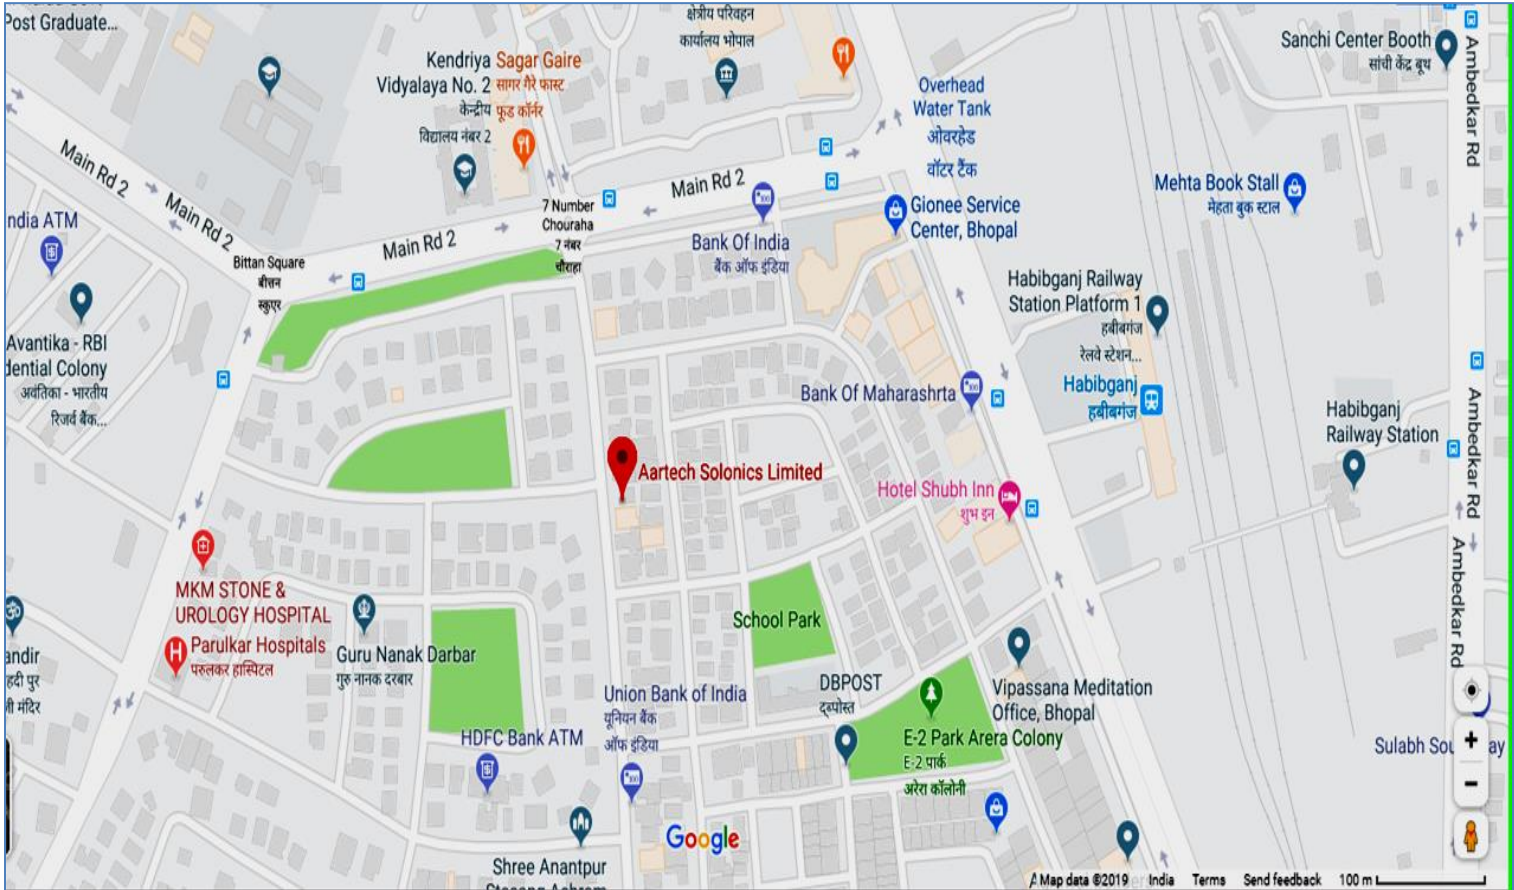 Post Graduate...
Kendriya
Vidyalaya No. 2
केन्द्रीय
विद्यालय नंबर 2
Sagar Gaire
सागर गैरे फास्ट
फूड कॉर्नर
क्षेत्रीय परिवहन
कार्यालय भोपाल
Overhead
Water Tank
ओवरहेड
वॉटर टैंक
Sanchi Center Booth
सांची केंद्र बूथ
Ambedkar Rd
Main Rd 2
Main Rd 2
Main Rd 2
Main Rd 2
7 Number
Chouraha
7 नंबर
चौराहा
Mehta Book Stall
मेहता बुक स्टाल
Gionee Service
Center, Bhopal
Bank Of India
बैंक ऑफ इंडिया
ndia ATM
Bittan Square
बीत्तन
स्कुएर
Habibganj Railway
Station Platform 1
हबीबगंज
रेलवे स्टेशन...
Avantika - RBI
dential Colony
अवंतिका - भारतीय
रिजर्व बैंक...
Bank Of Maharashrta
Habibganj
हबीबगंज
Habibganj
Railway Station
Ambedkar Rd
Aartech Solonics Limited
Hotel Shubh Inn
शुभ इन
MKM STONE &
UROLOGY HOSPITAL
Parulkar Hospitals
परुलकर हास्पिटल
Guru Nanak Darbar
गुरु नानक दरबार
School Park
Ambedkar Rd
andir
हदी पुर
ी मंदिर
Union Bank of India
यूनियन बैंक
ऑफ इंडिया
DBPOST
द्ब्पोस्त
Vipassana Meditation
Office, Bhopal
E-2 Park Arera Colony
E-2 पार्क
अरेरा कॉलोनी
HDFC Bank ATM
Sulabh Sou
ay
+
−
Google
Shree Anantpur
Map data ©2019
India
Terms
Send feedback
100 m